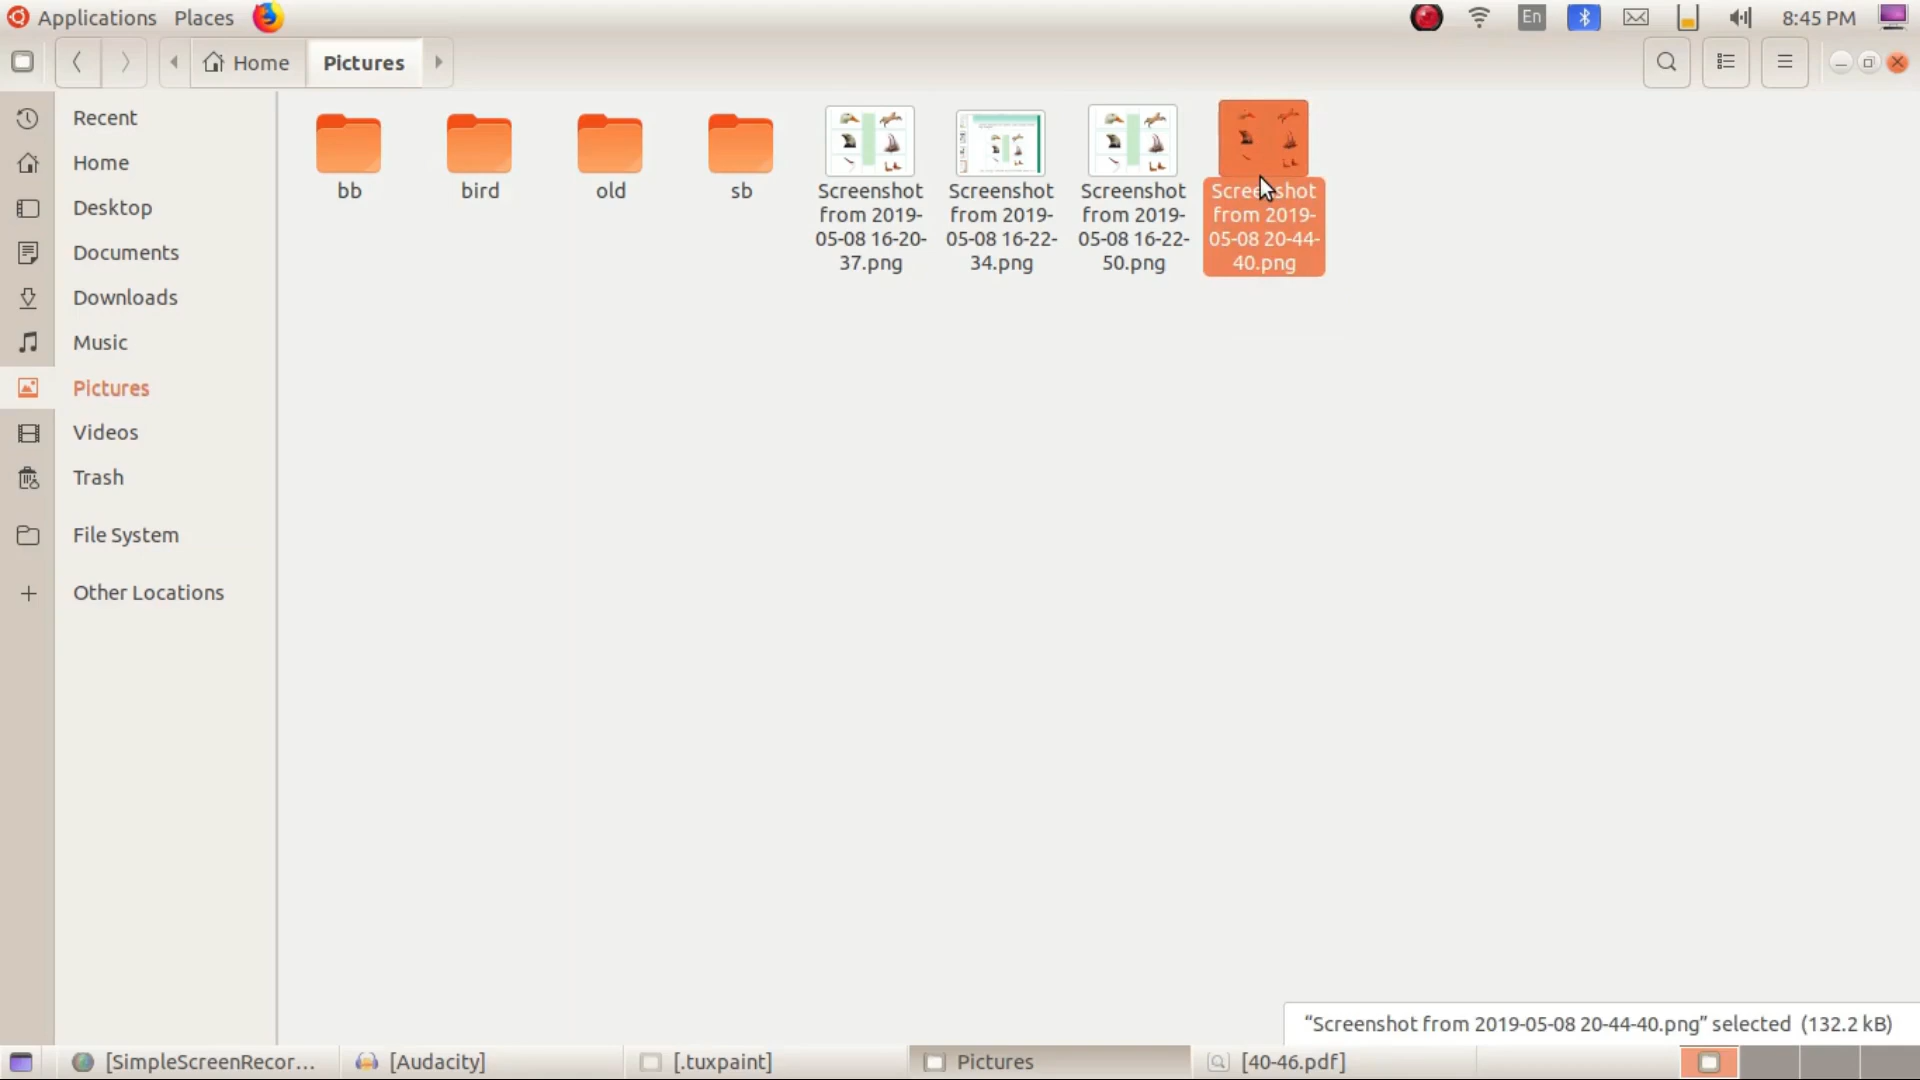 Applications Places En 8:45 PM
Home Pictures
Recent
Home
Desktop
Documents
Downloads
Music
Pictures
Videos
Trash
File System
Other Locations
bb
bird
old
sb
Screenshot
from 2019-
05-08 16-20-
37.png
Screenshot
from 2019-
05-08 16-22-
34.png
Screenshot
from 2019-
05-08 16-22-
50.png
Screenshot
from 2019-
05-08 20-44-
40.png
“Screenshot from 2019-05-08 20-44-40.png” selected (132.2 kB)
[SimpleScreenRecor... [Audacity] [.tuxpaint] Pictures [40-46.pdf]